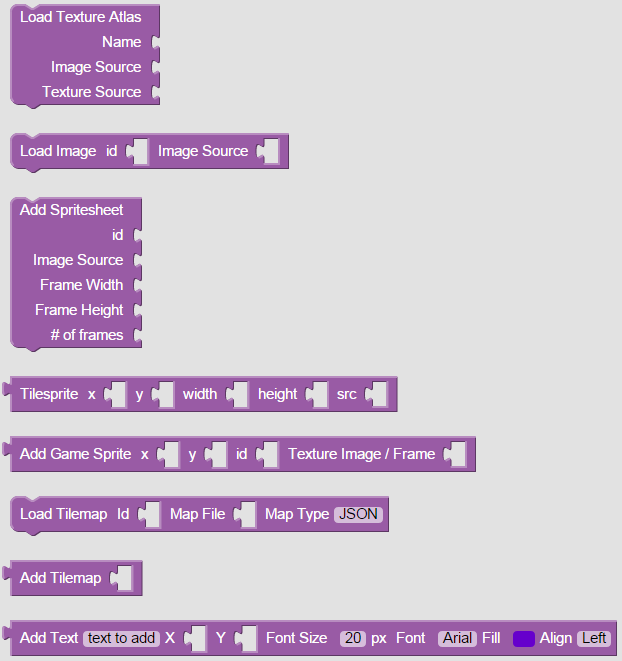 Load Texture Atlas
Name
Image Source
Texture Source
Load Image id Image Source
Add Spritesheet
id
Image Source
Frame Width
Frame Height
# of frames
Tilesprite x y width height src
Add Game Sprite x y id Texture Image / Frame
Load Tilemap Id Map File Map Type JSON
Add Tilemap
Add Text text to add X Y Font Size 20 px Font Arial Fill Align Left